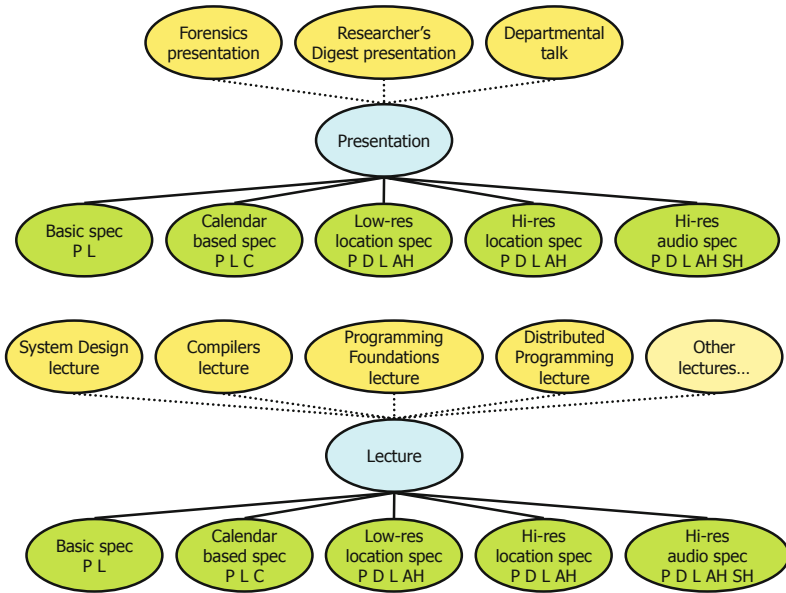 Forensics
presentation
Researcher's
Digest presentation
Departmental
talk
Presentation
Basic spec
P L
Calendar
based spec
P L C
Low-res
location spec
P D L AH
Hi-res
location spec
P D L AH
Hi-res
audio spec
P D L AH SH
System Design
lecture
Compilers
lecture
Programming
Foundations
lecture
Distributed
Programming
lecture
Other
lectures...
Lecture
Basic spec
P L
Calendar
based spec
P L C
Low-res
location spec
P D L AH
Hi-res
location spec
P D L AH
Hi-res
audio spec
P D L AH SH